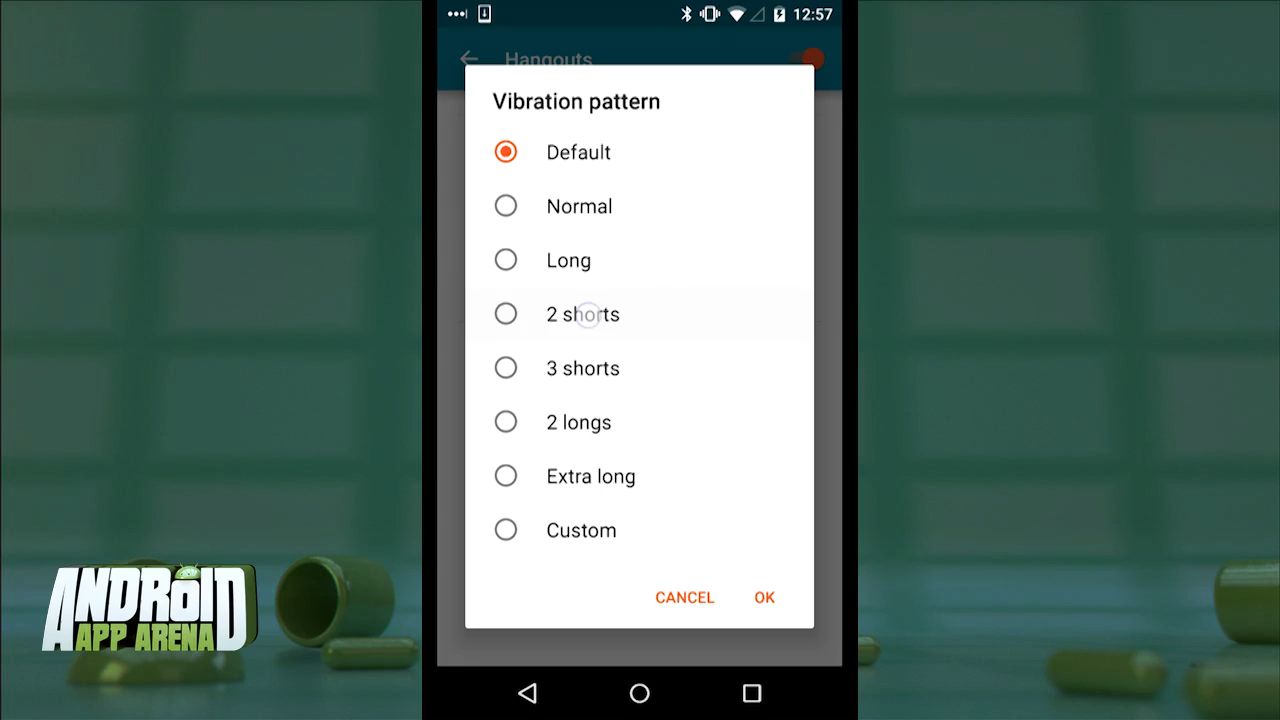 12:57
Hangouts
Vibration pattern
Default
Normal
Long
2 shorts
3 shorts
2 longs
Extra long
Custom
CANCEL
OK
ANDROID
APP ARENA